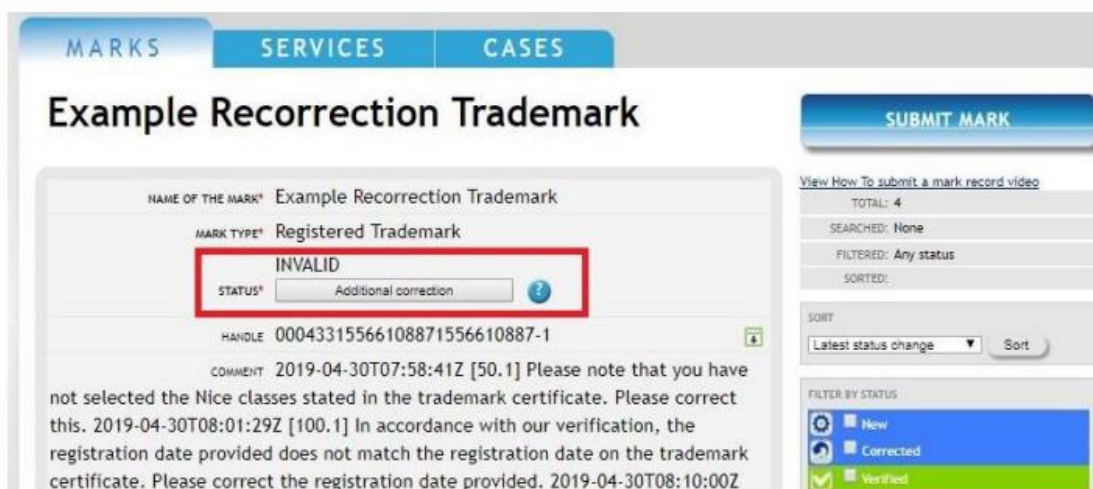 MARKS SERVICES CASES
Example Recorrection Trademark
NAME OF THE MARK* Example Recorrection Trademark
MARK TYPE* Registered Trademark
INVALID
STATUS* Additional correction ?
HANDLE 00043315566108871556610887-1
COMMENT 2019-04-30T07:58:41Z [50.1] Please note that you have
not selected the Nice classes stated in the trademark certificate. Please correct
this. 2019-04-30T08:01:29Z [100.1] In accordance with our verification, the
registration date provided does not match the registration date on the trademark
certificate. Please correct the registration date provided. 2019-04-30T08:10:00Z
SUBMIT MARK
View How To submit a mark record video
TOTAL: 4
SEARCHED: None
FILTERED: Any status
SORTED:
SORT
Latest status change Sort
FILTER BY STATUS
New
Corrected
Verified